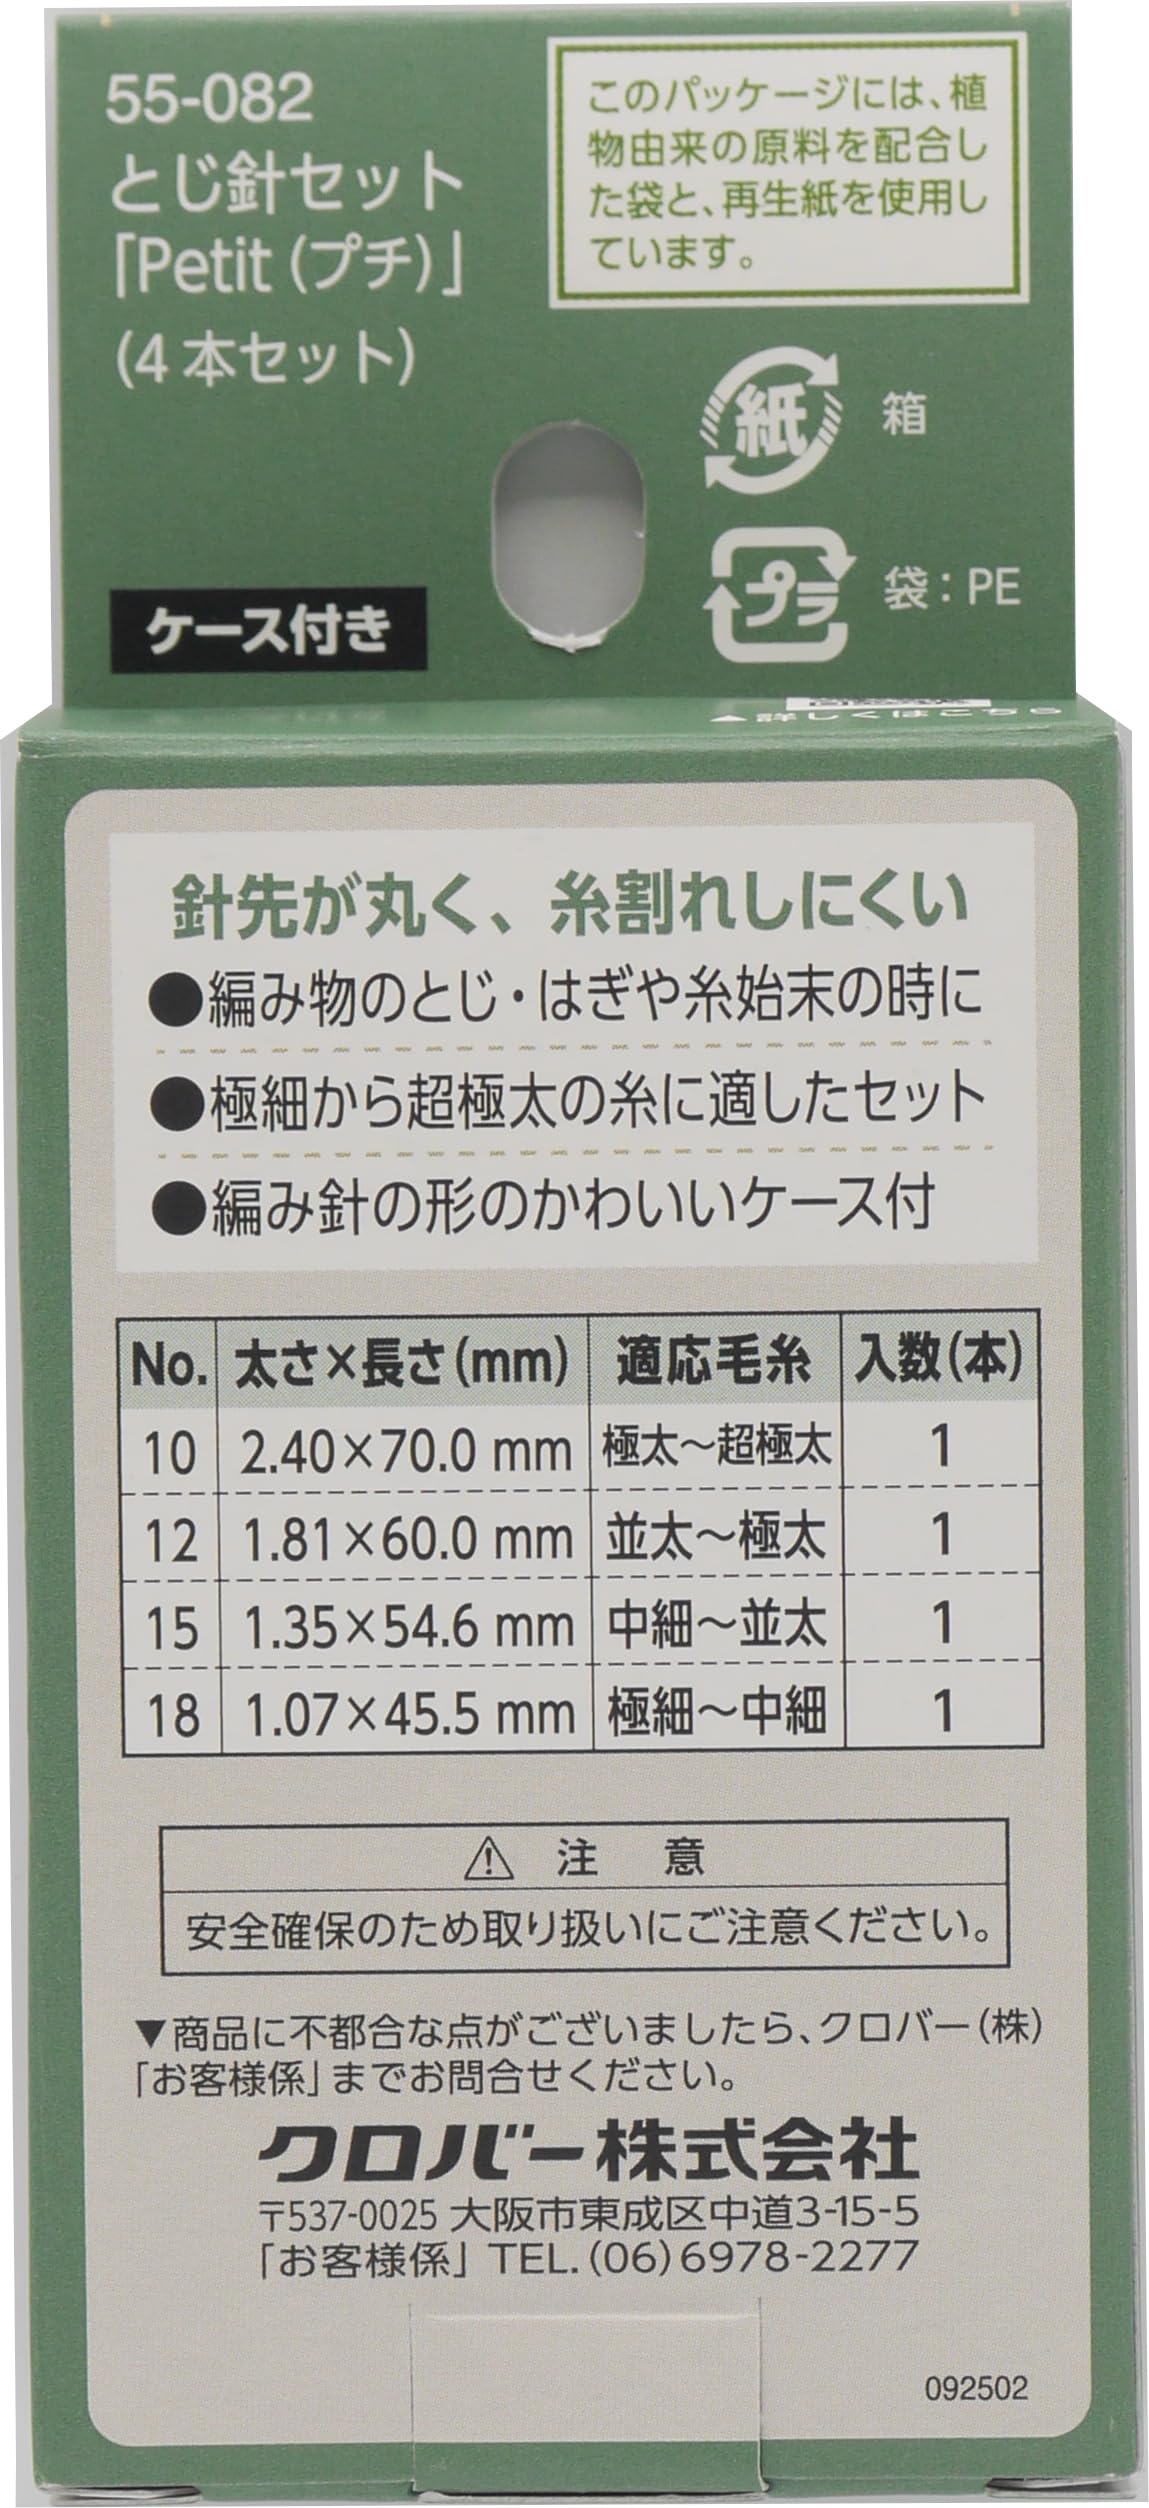 55-082
とじ針セット
「Petit（プチ）」
（4本セット）
ケース付き
このパッケージには、植
物由来の原料を配合し
た袋と、再生紙を使用し
ています。
紙 箱
プラ 袋：PE
▲詳しくはこちら
針先が丸く、糸割れしにくい
●編み物のとじ・はぎや糸始末の時に
●極細から超極太の糸に適したセット
●編み針の形のかわいいケース付
No. 太さ×長さ(mm) 適応毛糸 入数(本)
10 2.40×70.0 mm 極太〜超極太 1
12 1.81×60.0 mm 並太〜極太 1
15 1.35×54.6 mm 中細〜並太 1
18 1.07×45.5 mm 極細〜中細 1
⚠ 注 意
安全確保のため取り扱いにご注意ください。
▼商品に不都合な点がございましたら、クロバー（株）
「お客様係」までお問合せください。
クロバー株式会社
〒537-0025 大阪市東成区中道3-15-5
「お客様係」 TEL.(06)6978-2277
092502